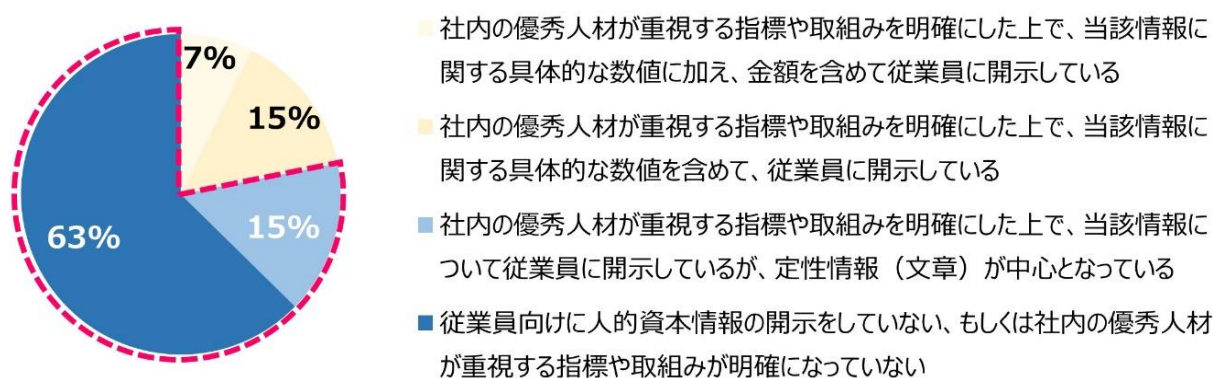 7%
15%
15%
63%
社内の優秀人材が重視する指標や取組みを明確にした上で、当該情報に
関する具体的な数値に加え、金額を含めて従業員に開示している
社内の優秀人材が重視する指標や取組みを明確にした上で、当該情報に
関する具体的な数値を含めて、従業員に開示している
社内の優秀人材が重視する指標や取組みを明確にした上で、当該情報に
ついて従業員に開示しているが、定性情報（文章）が中心となっている
従業員向けに人的資本情報の開示をしていない、もしくは社内の優秀人材
が重視する指標や取組みが明確になっていない